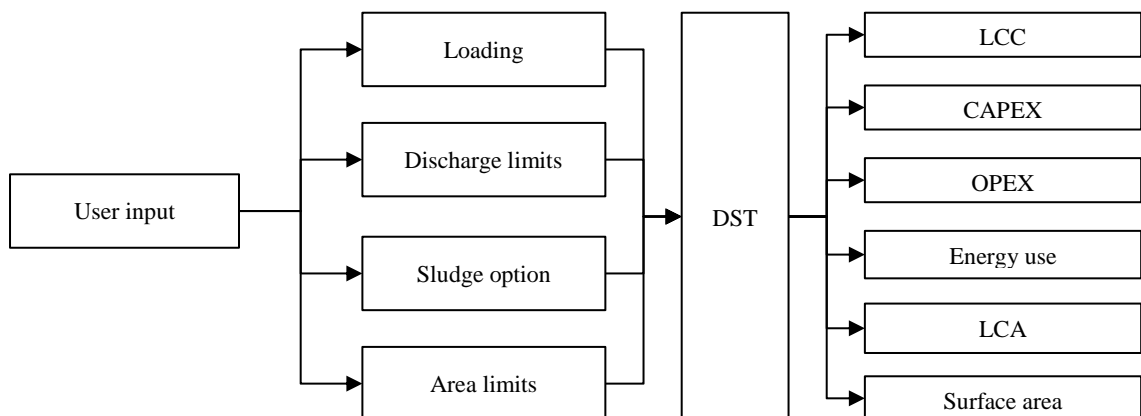 User input
Loading
Discharge limits
Sludge option
Area limits
DST
LCC
CAPEX
OPEX
Energy use
LCA
Surface area